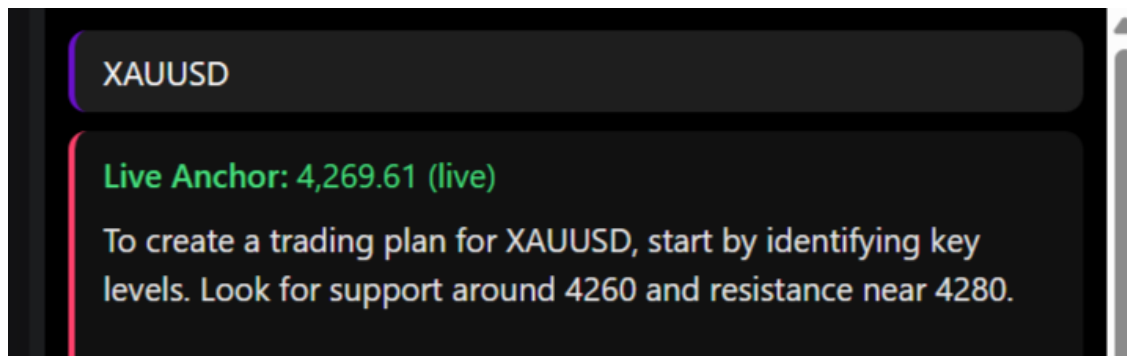 XAUUSD
Live Anchor: 4,269.61 (live)
To create a trading plan for XAUUSD, start by identifying key
levels. Look for support around 4260 and resistance near 4280.